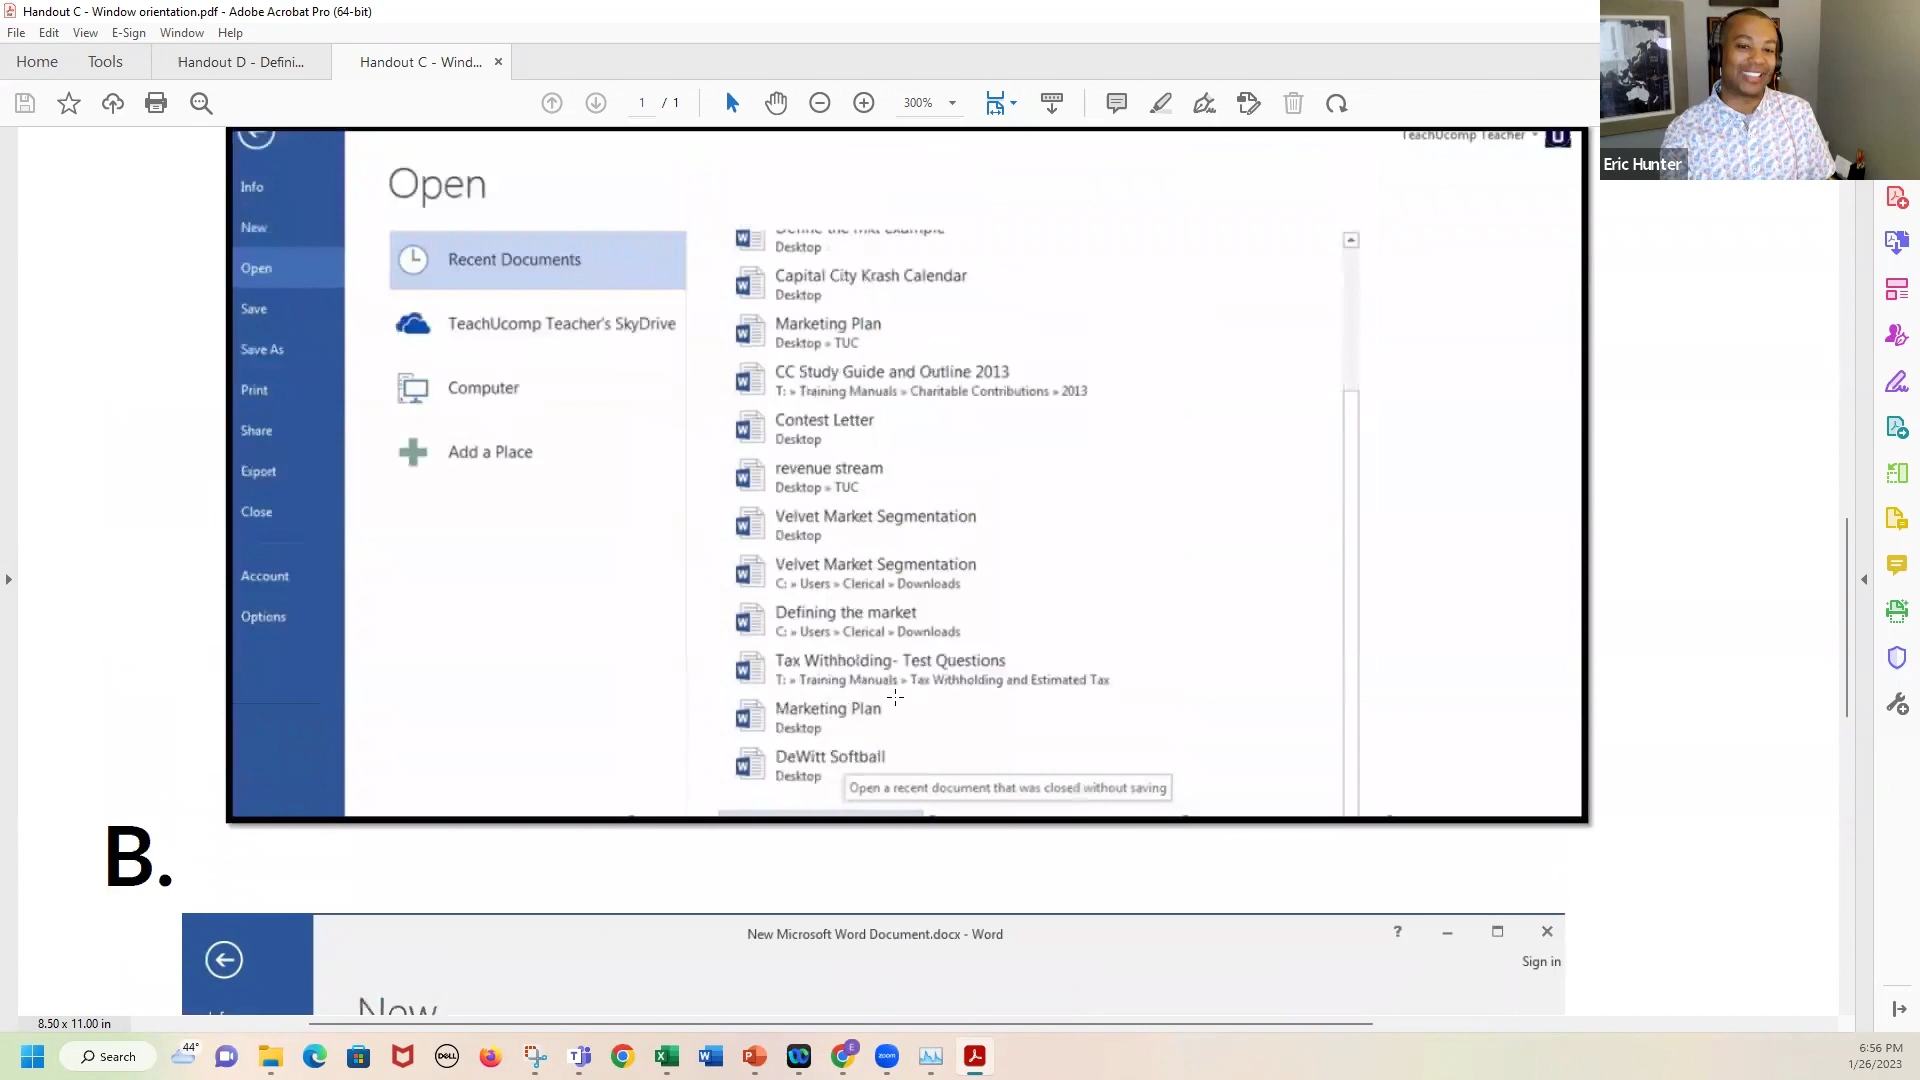 Handout C - Window orientation.pdf - Adobe Acrobat Pro (64-bit)
File Edit View E-Sign Window Help
Home Tools Handout D - Defini... Handout C - Wind...
1 / 1 300%
Eric Hunter
TeachUcomp Teacher
Info
New
Open
Save
Save As
Print
Share
Export
Close
Account
Options
Open
Recent Documents
TeachUcomp Teacher's SkyDrive
Computer
Add a Place
Define the Mkt Example
Desktop
Capital City Krash Calendar
Desktop
Marketing Plan
Desktop » TUC
CC Study Guide and Outline 2013
T: » Training Manuals » Charitable Contributions » 2013
Contest Letter
Desktop
revenue stream
Desktop » TUC
Velvet Market Segmentation
Desktop
Velvet Market Segmentation
C: » Users » Clerical » Downloads
Defining the market
C: » Users » Clerical » Downloads
Tax Withholding- Test Questions
T: » Training Manuals » Tax Withholding and Estimated Tax
Marketing Plan
Desktop
DeWitt Softball
Desktop
Open a recent document that was closed without saving
B.
New Microsoft Word Document.docx - Word
Sign in
New
8.50 x 11.00 in
44°
Search
DELL
zoom
6:56 PM
1/26/2023